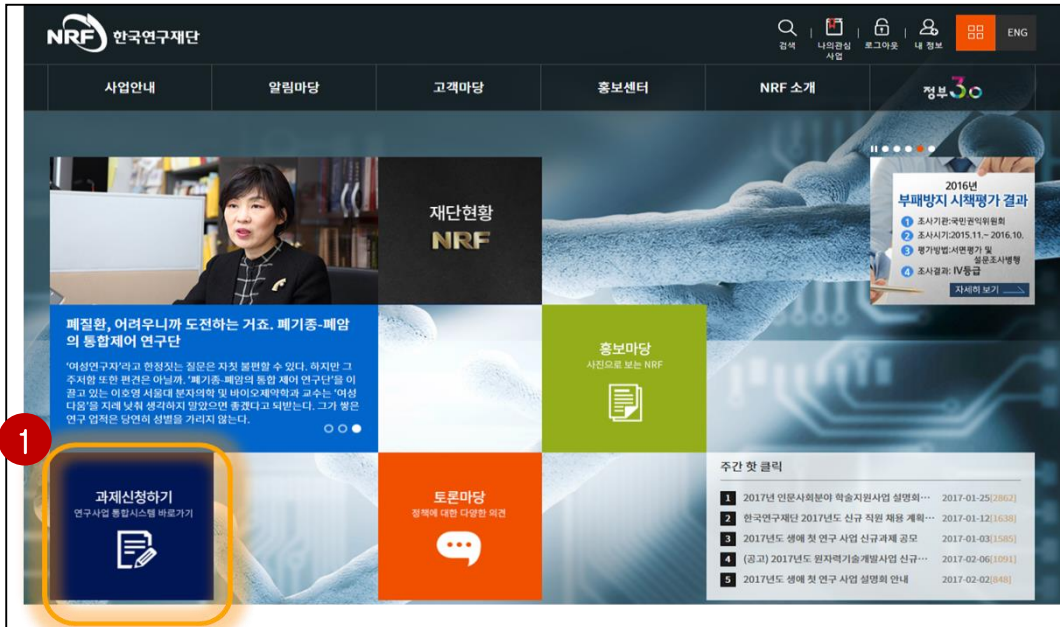 NRF 한국연구재단
검색
나의관심
사업
로그아웃
내 정보
ENG
사업안내
알림마당
고객마당
홍보센터
NRF 소개
정부3.0
재단현황
NRF
2016년
부패방지 시책평가 결과
1 조사기관:국민권익위원회
2 조사시기:2015.11.~ 2016.10.
3 평가방법:서면평가 및
설문조사병행
4 조사결과: Ⅳ등급
자세히 보기
폐질환, 어려우니까 도전하는 거죠. 폐기종-폐암
의 통합제어 연구단
'여성연구자'라고 한정짓는 질문은 자칫 불편할 수 있다. 하지만 그
주저함 또한 편견은 아닐까. '폐기종-폐암의 통합 제어 연구단'을 이
끌고 있는 이호영 서울대 분자의학 및 바이오제약학과 교수는 '여성
다움'을 지레 낮춰 생각하지 말았으면 좋겠다고 되받는다. 그가 쌓은
연구 업적은 당연히 성별을 가리지 않는다.
홍보마당
사진으로 보는 NRF
1
과제신청하기
연구사업 통합시스템 바로가기
토론마당
정책에 대한 다양한 의견
주간 핫 클릭
1 2017년 인문사회분야 학술지원사업 설명회… 2017-01-25[2862]
2 한국연구재단 2017년도 신규 직원 채용 계획… 2017-01-12[1638]
3 2017년도 생애 첫 연구 사업 신규과제 공모 2017-01-03[1585]
4 (공고) 2017년도 원자력기술개발사업 신규… 2017-02-06[1091]
5 2017년도 생애 첫 연구 사업 설명회 안내 2017-02-02[848]